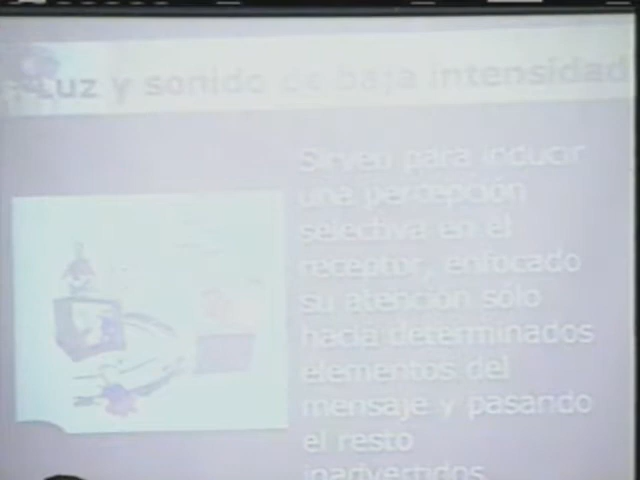 Luz y sonido de baja intensidad
Sirven para inducir
una percepción
selectiva en el
receptor, enfocado
su atención sólo
hacia determinados
elementos del
mensaje y pasando
el resto
inadvertidos